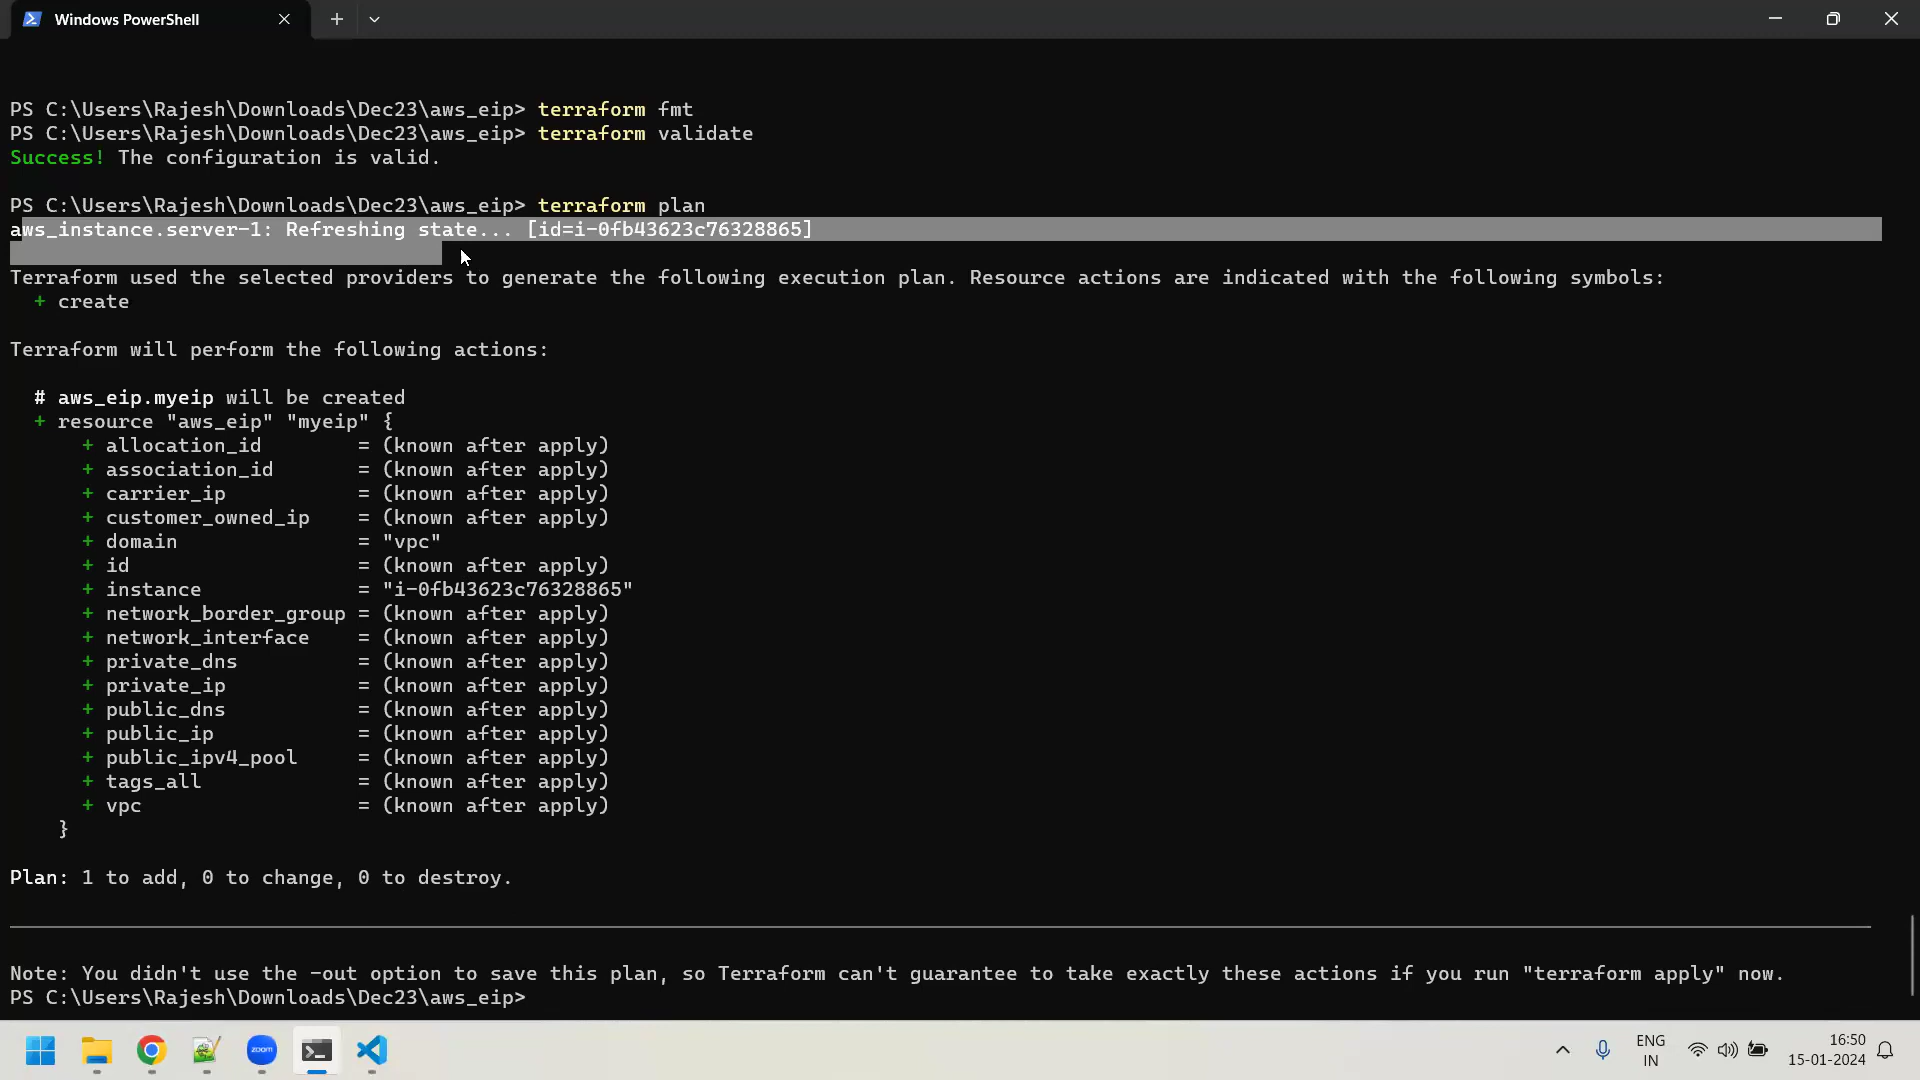 Windows PowerShell
PS C:\Users\Rajesh\Downloads\Dec23\aws_eip> terraform fmt
PS C:\Users\Rajesh\Downloads\Dec23\aws_eip> terraform validate
Success! The configuration is valid.
PS C:\Users\Rajesh\Downloads\Dec23\aws_eip> terraform plan
aws_instance.server-1: Refreshing state... [id=i-0fb43623c76328865]
Terraform used the selected providers to generate the following execution plan. Resource actions are indicated with the following symbols:
+ create
Terraform will perform the following actions:
# aws_eip.myeip will be created
+ resource "aws_eip" "myeip" {
+ allocation_id        = (known after apply)
+ association_id       = (known after apply)
+ carrier_ip           = (known after apply)
+ customer_owned_ip    = (known after apply)
+ domain               = "vpc"
+ id                   = (known after apply)
+ instance             = "i-0fb43623c76328865"
+ network_border_group = (known after apply)
+ network_interface    = (known after apply)
+ private_dns          = (known after apply)
+ private_ip           = (known after apply)
+ public_dns           = (known after apply)
+ public_ip            = (known after apply)
+ public_ipv4_pool     = (known after apply)
+ tags_all             = (known after apply)
+ vpc                  = (known after apply)
}
Plan: 1 to add, 0 to change, 0 to destroy.
Note: You didn't use the -out option to save this plan, so Terraform can't guarantee to take exactly these actions if you run "terraform apply" now.
PS C:\Users\Rajesh\Downloads\Dec23\aws_eip>
zoom
ENG
IN
16:50
15-01-2024